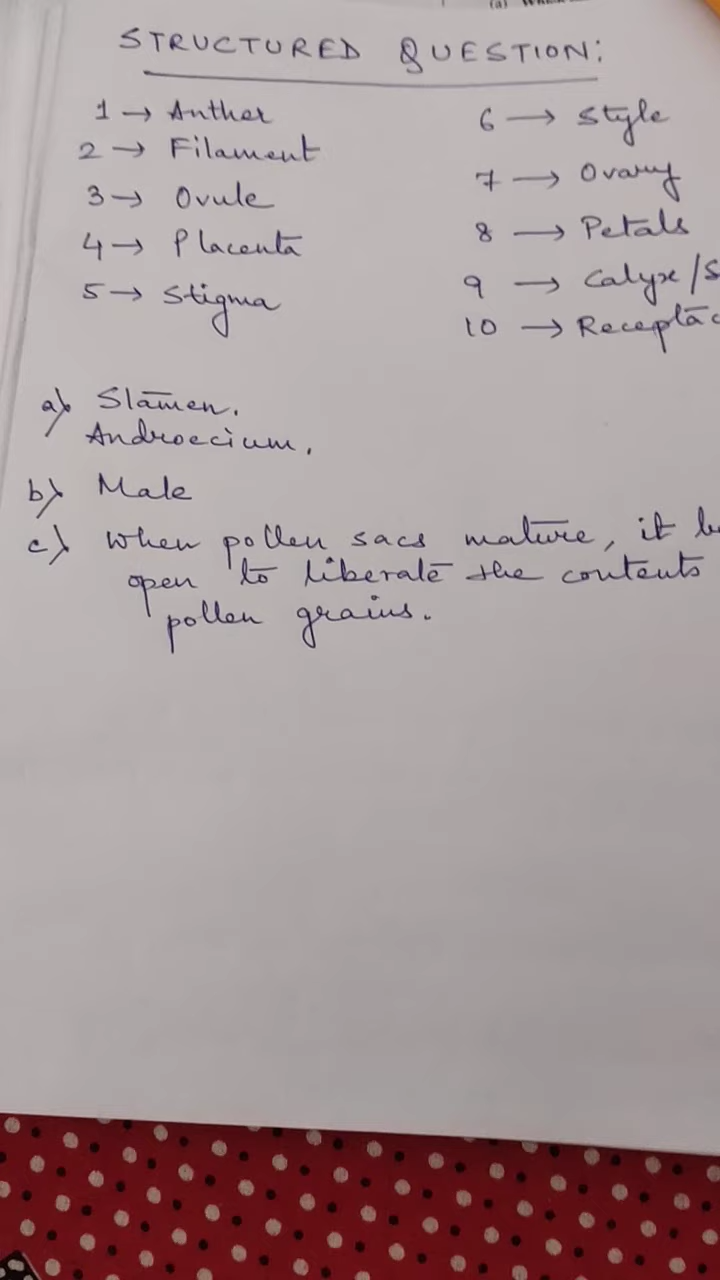 STRUCTURED QUESTION:
1 → Anther
2 → Filament
3 → Ovule
4 → Placenta
5 → Stigma
6 → Style
7 → Ovary
8 → Petals
9 → Calyx/S
10 → Receptac
a) Stamen.
Androecium.
b) Male
c) When pollen sacs mature, it b
open to liberate the contents
pollen grains.